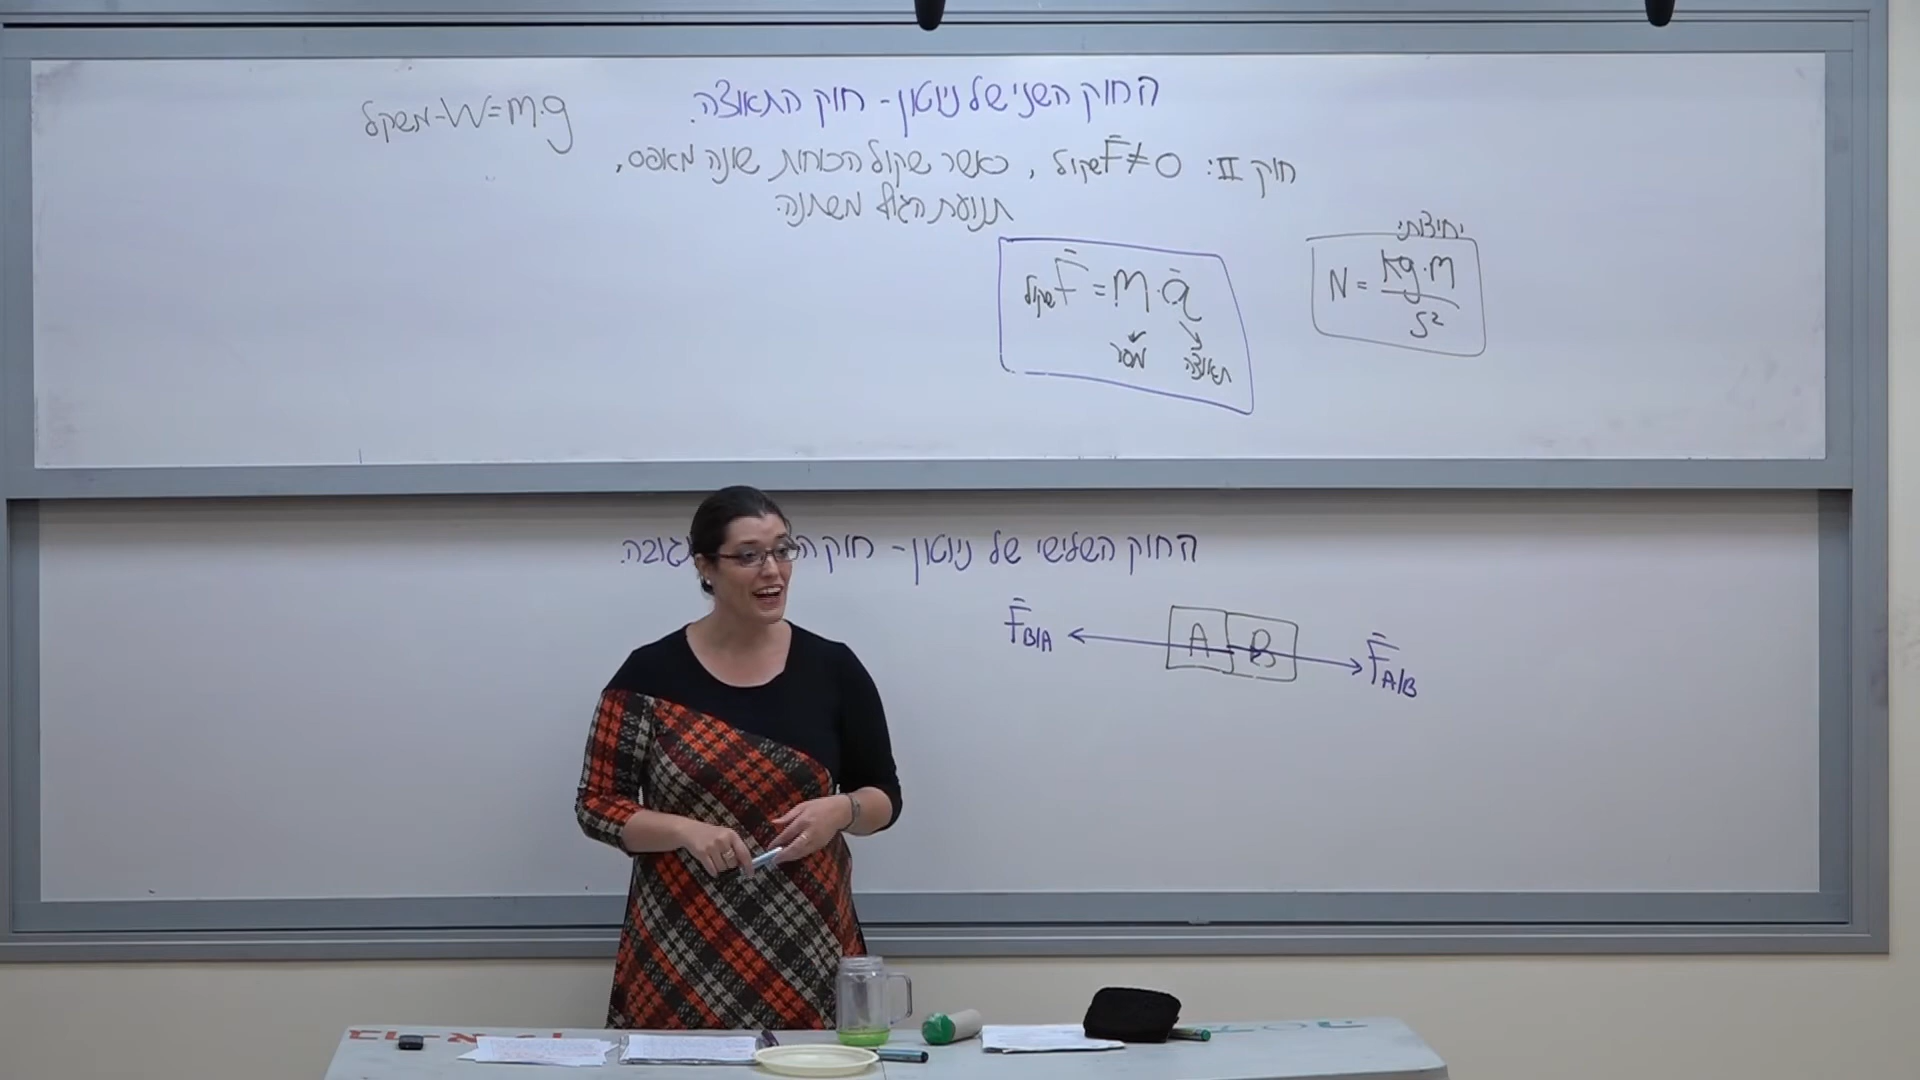 החוק השני של ניוטון - חוק התאוצה.
משקל - W=m·g
חוק II: F̄שקול ≠ 0, כאשר שקול הכוחות שונה מאפס,
תנועת הגוף משתנה.
F̄שקול = m·ā
מסה תאוצה
יחידות
N = kg·m / s²
החוק השלישי של ניוטון - חוק
F̄B/A A B F̄A/B